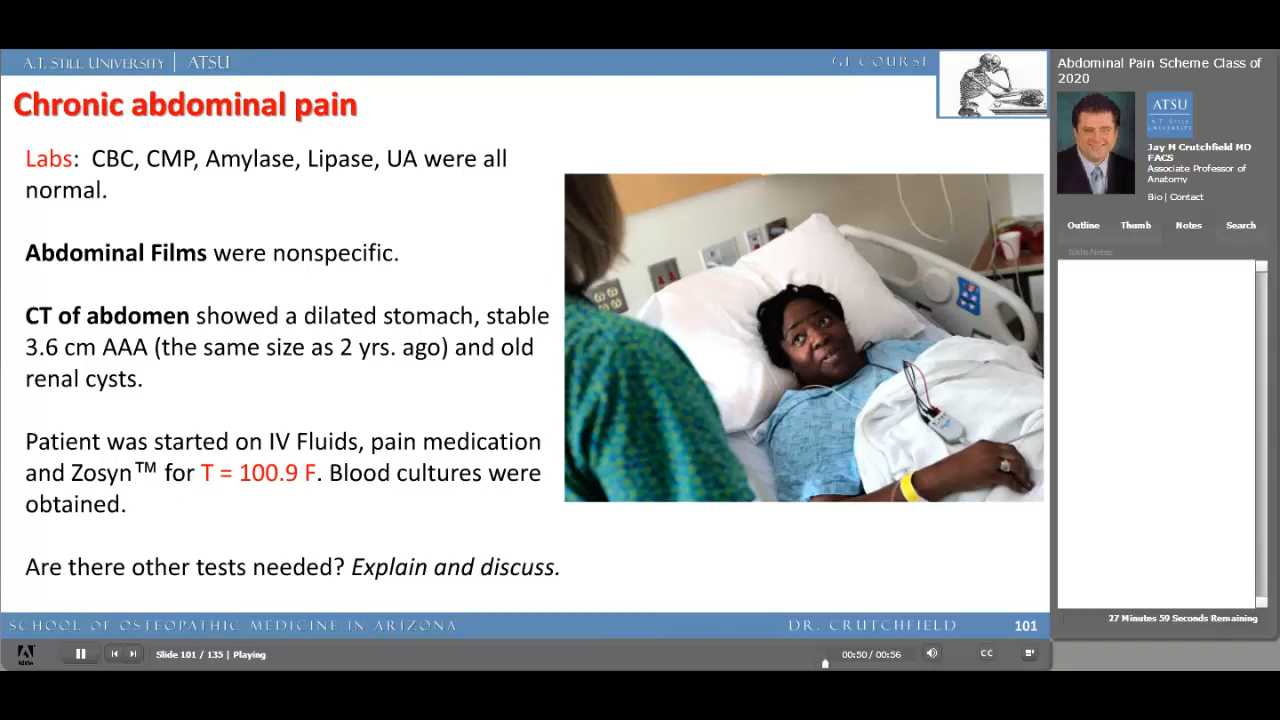 A.T. STILL UNIVERSITY | ATSU
GI COURSE
Chronic abdominal pain
Labs: CBC, CMP, Amylase, Lipase, UA were all
normal.
Abdominal Films were nonspecific.
CT of abdomen showed a dilated stomach, stable
3.6 cm AAA (the same size as 2 yrs. ago) and old
renal cysts.
Patient was started on IV Fluids, pain medication
and Zosyn™ for T = 100.9 F. Blood cultures were
obtained.
Are there other tests needed? Explain and discuss.
SCHOOL OF OSTEOPATHIC MEDICINE IN ARIZONA
DR. CRUTCHFIELD
101
Abdominal Pain Scheme Class of
2020
ATSU
A.T. STILL
UNIVERSITY
Jay M Crutchfield MD
FACS
Associate Professor of
Anatomy
Bio | Contact
Outline Thumb Notes Search
Slide Notes
27 Minutes 59 Seconds Remaining
Slide 101 / 135 | Playing
00:50 / 00:56
CC